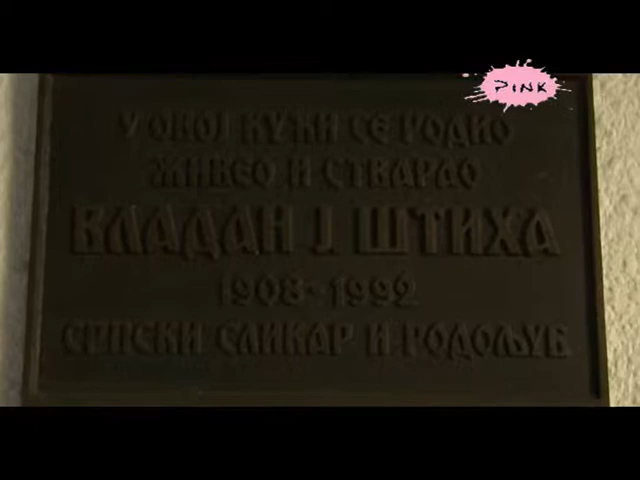 PINK
У ОВОЈ КУЋИ СЕ РОДИО
ЖИВЕО И СТВАРАО
ВЛАДАН Ј ШТИХА
1908-1992
СРПСКИ СЛИКАР И РОДОЉУБ